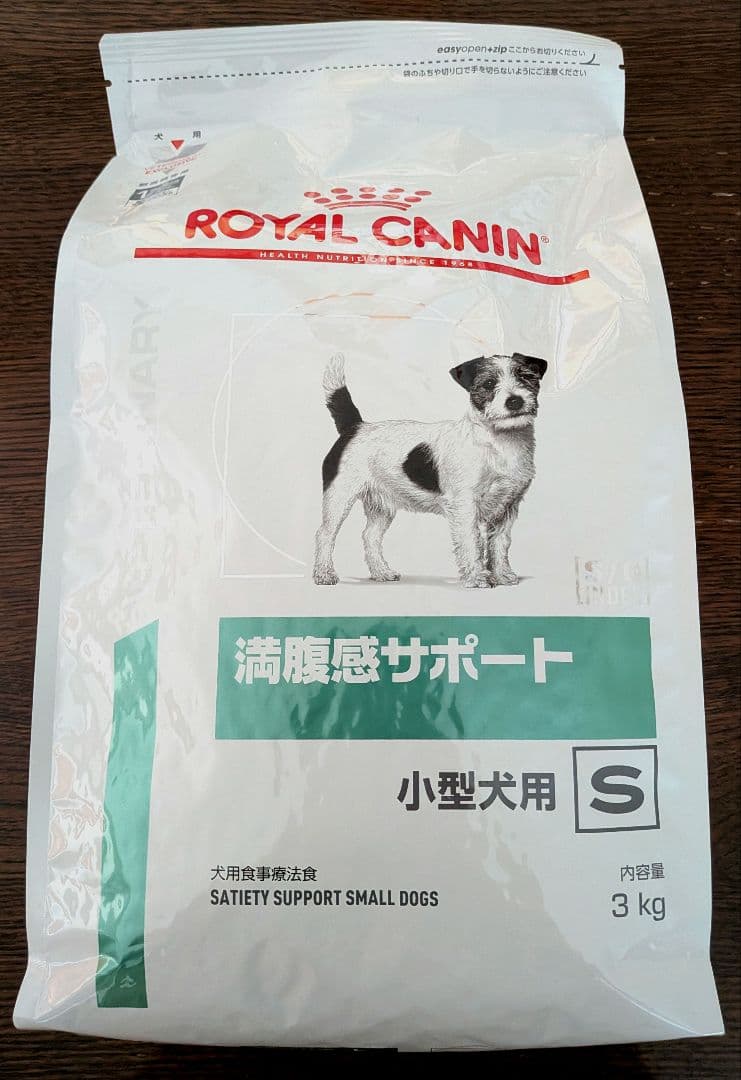 easyopen+zip ここからお切りください
袋のふちや切り口で手を切らないようにご注意ください
犬 用
ROYAL CANIN®
HEALTH NUTRITION SINCE 1968
S/O
INDEX
満腹感サポート
小型犬用 S
犬用食事療法食
SATIETY SUPPORT SMALL DOGS
内容量
3 kg